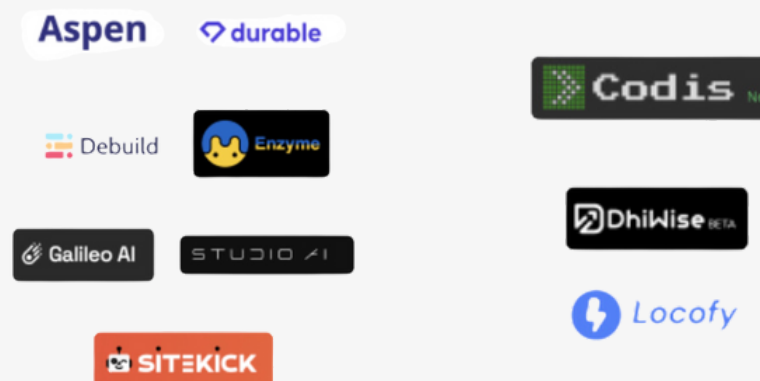 Aspen
durable
Codis
Debuild
Enzyme
DhiWise BETA
Galileo AI
STUDIO AI
Locofy
SITEKICK